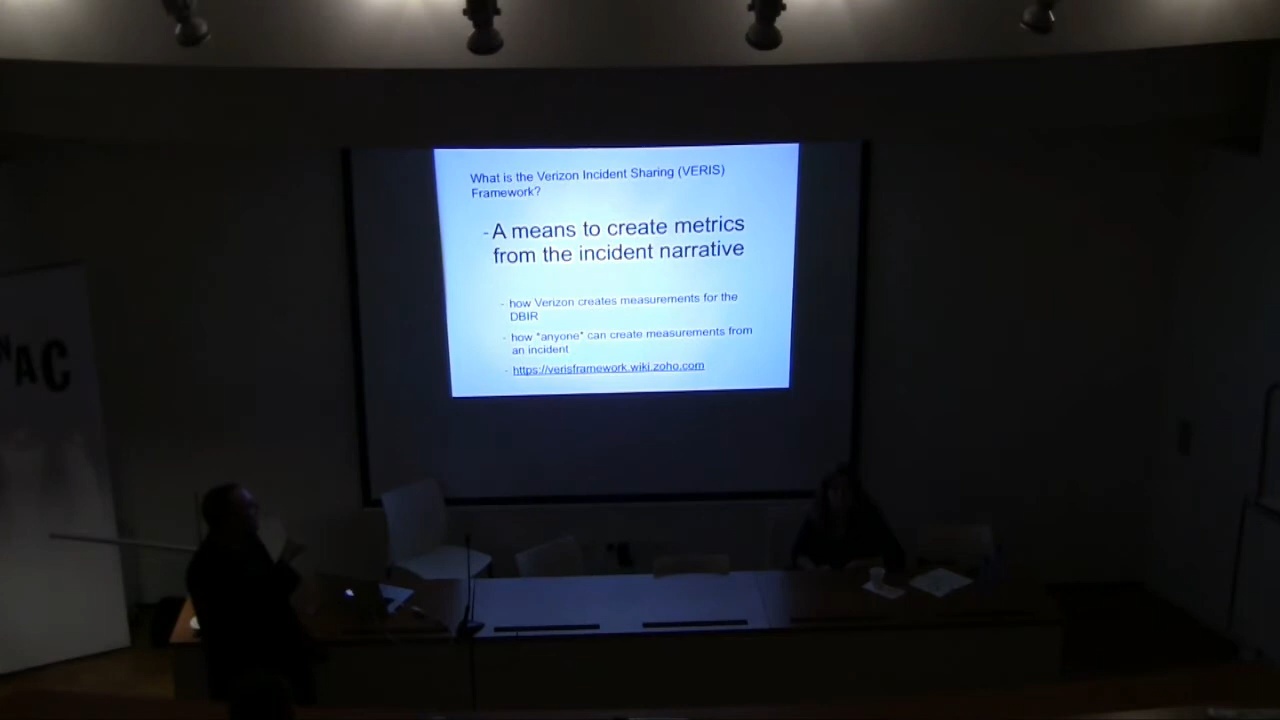 What is the Verizon Incident Sharing (VERIS)
Framework?
- A means to create metrics
from the incident narrative
- how Verizon creates measurements for the
DBIR
- how *anyone* can create measurements from
an incident
- https://verisframework.wiki.zoho.com
NAC